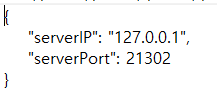 {
    "serverIP": "127.0.0.1",
    "serverPort": 21302
}